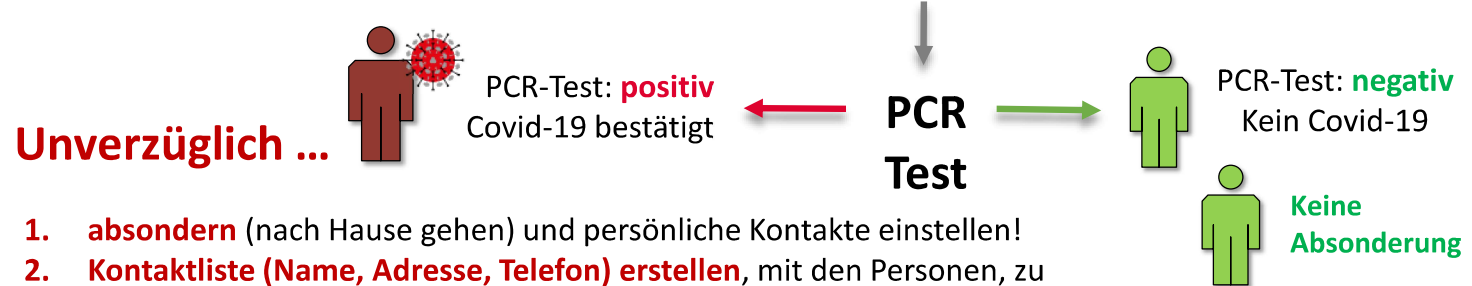 PCR-Test: positiv
Covid-19 bestätigt
Unverzüglich ...
PCR
Test
PCR-Test: negativ
Kein Covid-19
Keine
Absonderung
1. absondern (nach Hause gehen) und persönliche Kontakte einstellen!
2. Kontaktliste (Name, Adresse, Telefon) erstellen, mit den Personen, zu